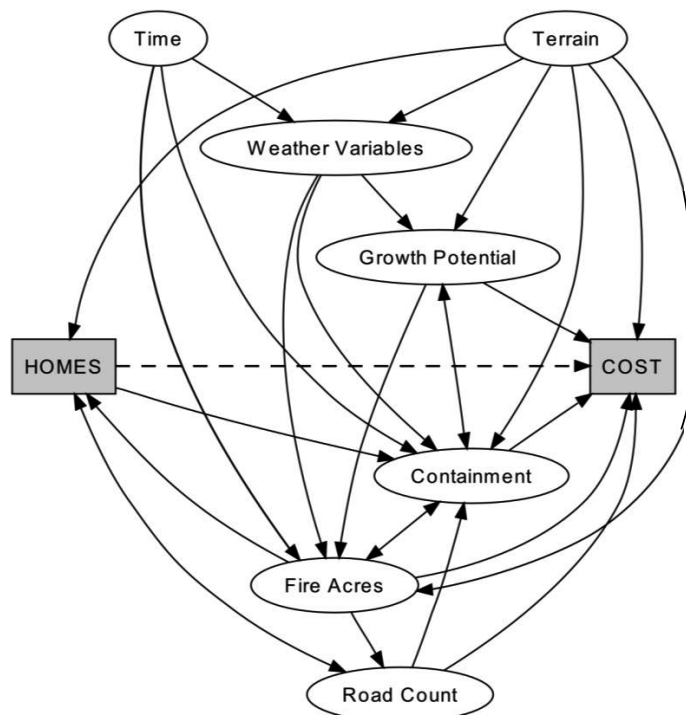 Time
Terrain
Weather Variables
Growth Potential
HOMES
COST
Containment
Fire Acres
Road Count